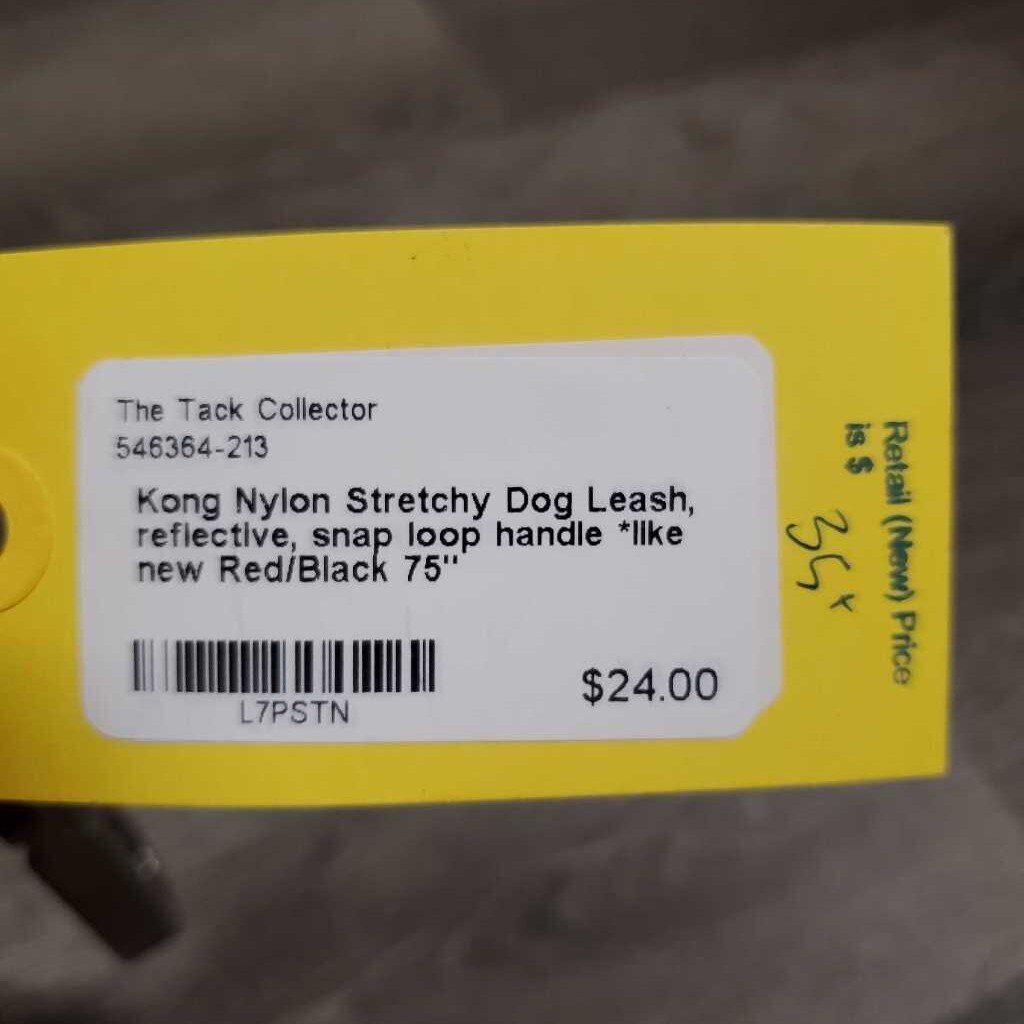 The Tack Collector
546364-213
Kong Nylon Stretchy Dog Leash,
reflective, snap loop handle *like
new Red/Black 75"
L7PSTN
$24.00
Retail (New) Price
is $
35+